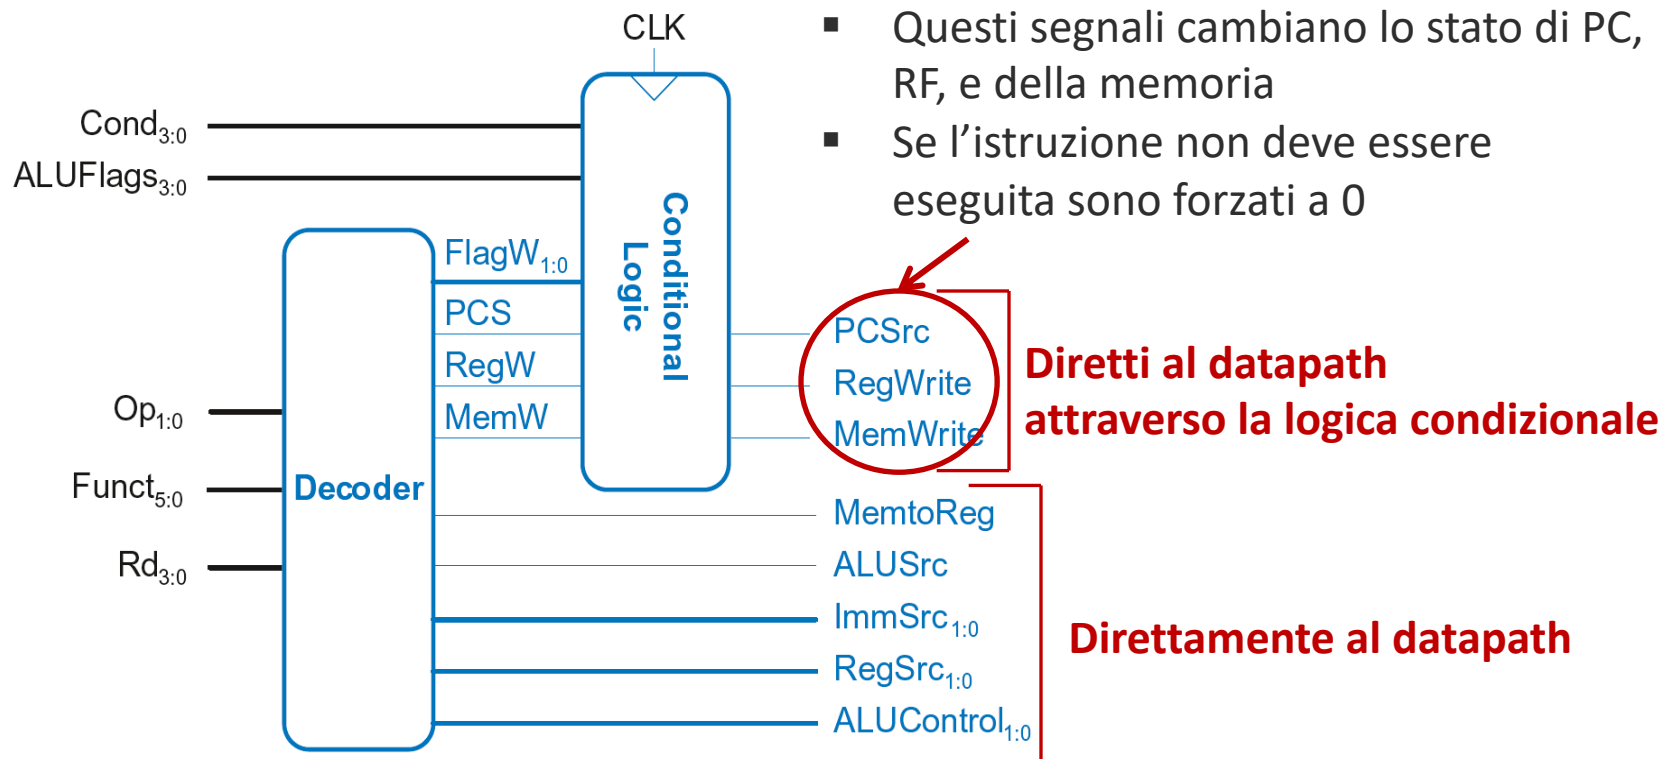 CLK
▪ Questi segnali cambiano lo stato di PC,
RF, e della memoria
▪ Se l’istruzione non deve essere
eseguita sono forzati a 0
Cond3:0
ALUFlags3:0
Conditional
Logic
FlagW1:0
PCS
RegW
MemW
Op1:0
Funct5:0
Rd3:0
Decoder
PCSrc
RegWrite
MemWrite
Diretti al datapath
attraverso la logica condizionale
MemtoReg
ALUSrc
ImmSrc1:0
RegSrc1:0
ALUControl1:0
Direttamente al datapath